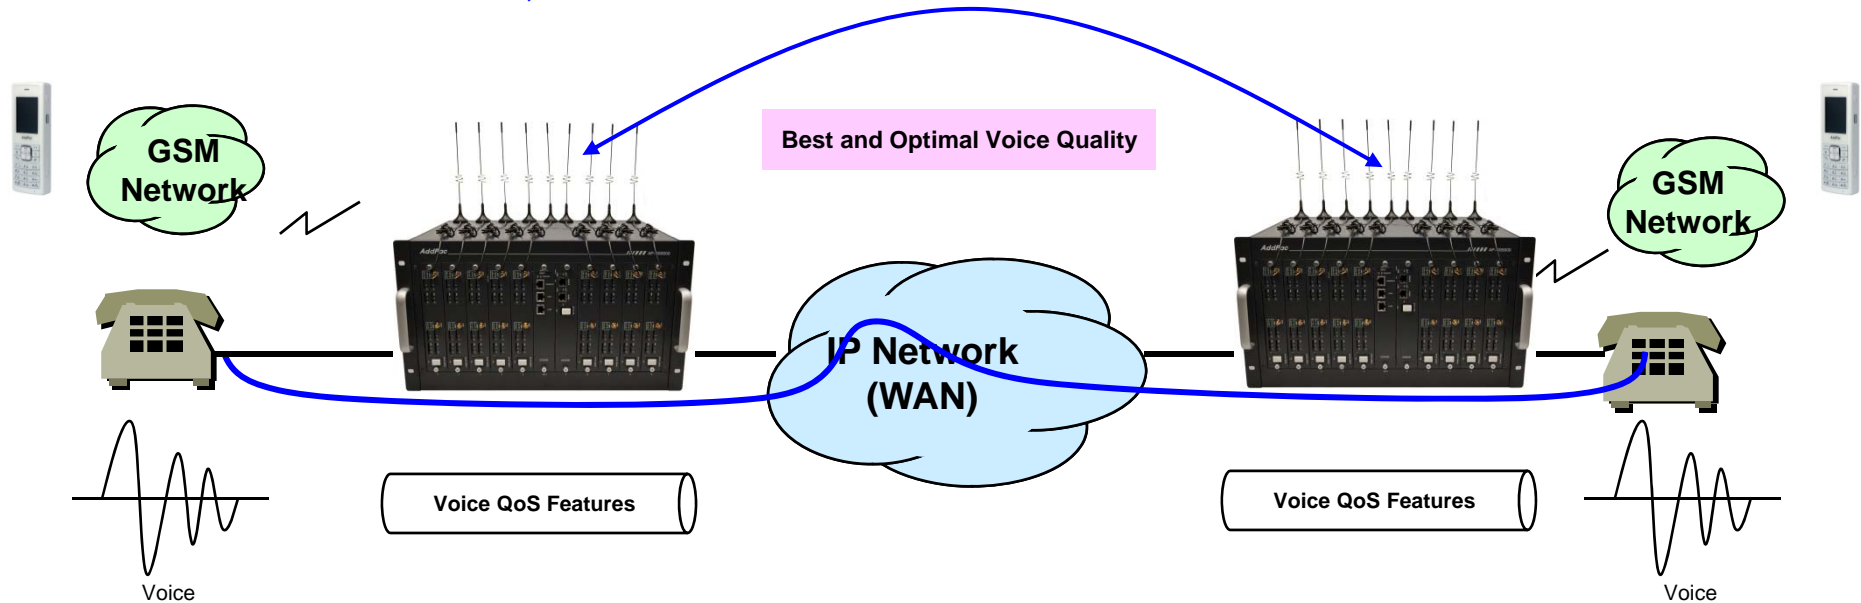 Best and Optimal Voice Quality
GSM
Network
GSM
Network
AddPac
IP Network
(WAN)
Voice QoS Features
Voice QoS Features
Voice
Voice